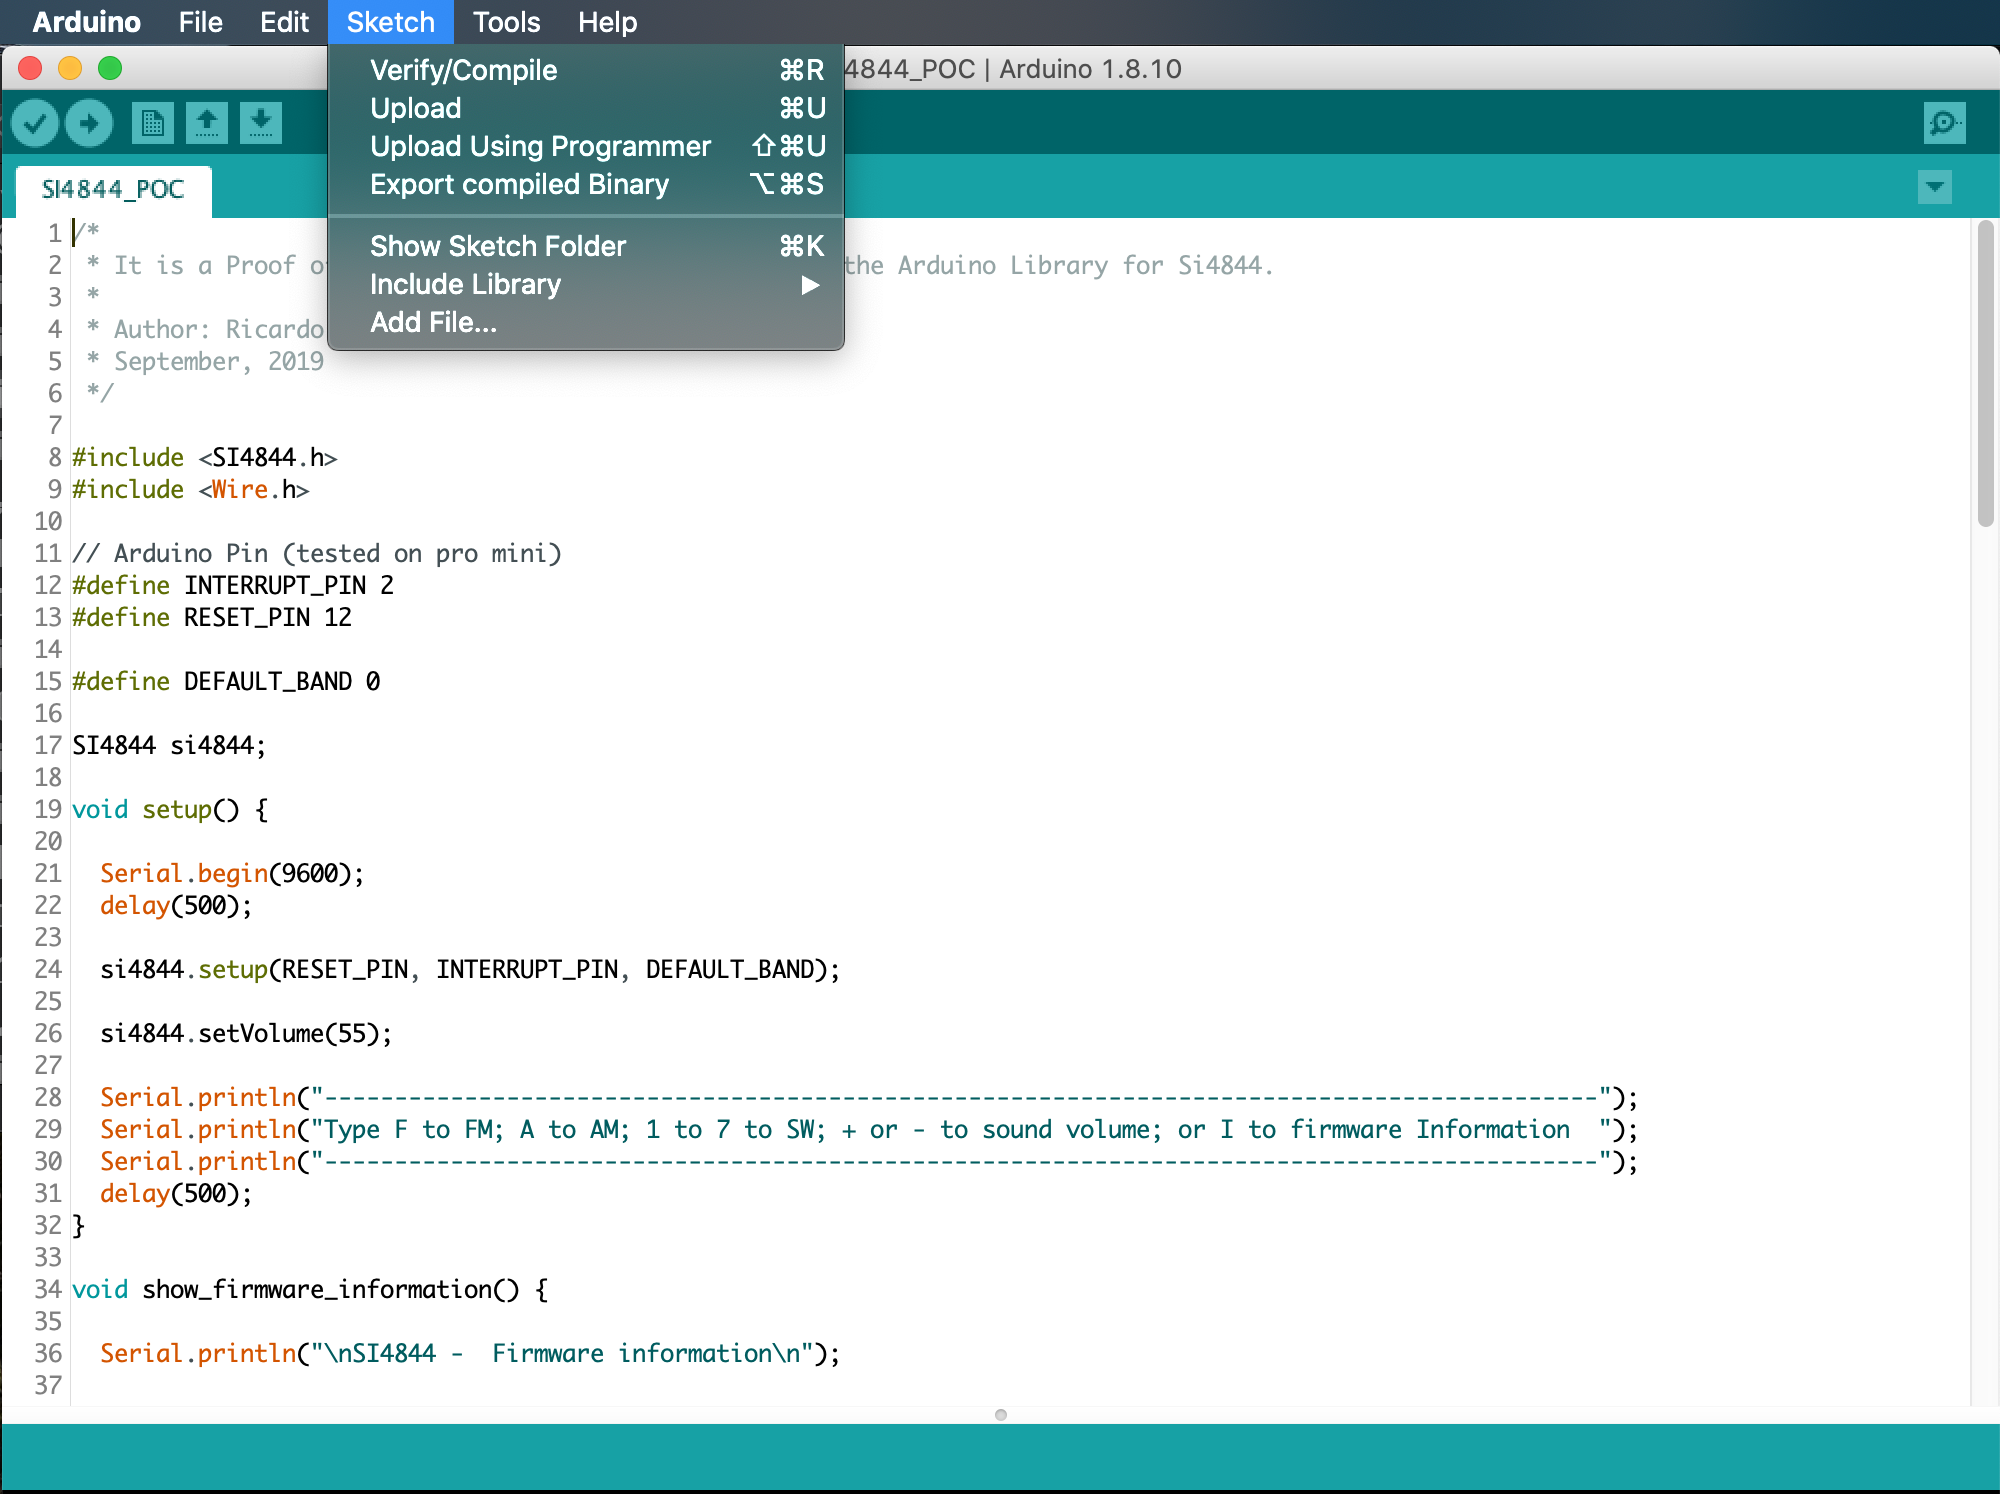 Arduino File Edit Sketch Tools Help
4844_POC | Arduino 1.8.10
Verify/Compile ⌘R
Upload ⌘U
Upload Using Programmer ⇧⌘U
Export compiled Binary ⌥⌘S
Show Sketch Folder ⌘K
Include Library ▶
Add File...
SI4844_POC
1 /*
2 * It is a Proof the Arduino Library for Si4844.
3 *
4 * Author: Ricardo
5 * September, 2019
6 */
7
8 #include <SI4844.h>
9 #include <Wire.h>
10
11 // Arduino Pin (tested on pro mini)
12 #define INTERRUPT_PIN 2
13 #define RESET_PIN 12
14
15 #define DEFAULT_BAND 0
16
17 SI4844 si4844;
18
19 void setup() {
20
21 Serial.begin(9600);
22 delay(500);
23
24 si4844.setup(RESET_PIN, INTERRUPT_PIN, DEFAULT_BAND);
25
26 si4844.setVolume(55);
27
28 Serial.println("-------------------------------------------------------------------------------------------");
29 Serial.println("Type F to FM; A to AM; 1 to 7 to SW; + or - to sound volume; or I to firmware Information  ");
30 Serial.println("-------------------------------------------------------------------------------------------");
31 delay(500);
32 }
33
34 void show_firmware_information() {
35
36 Serial.println("\nSI4844 -  Firmware information\n");
37